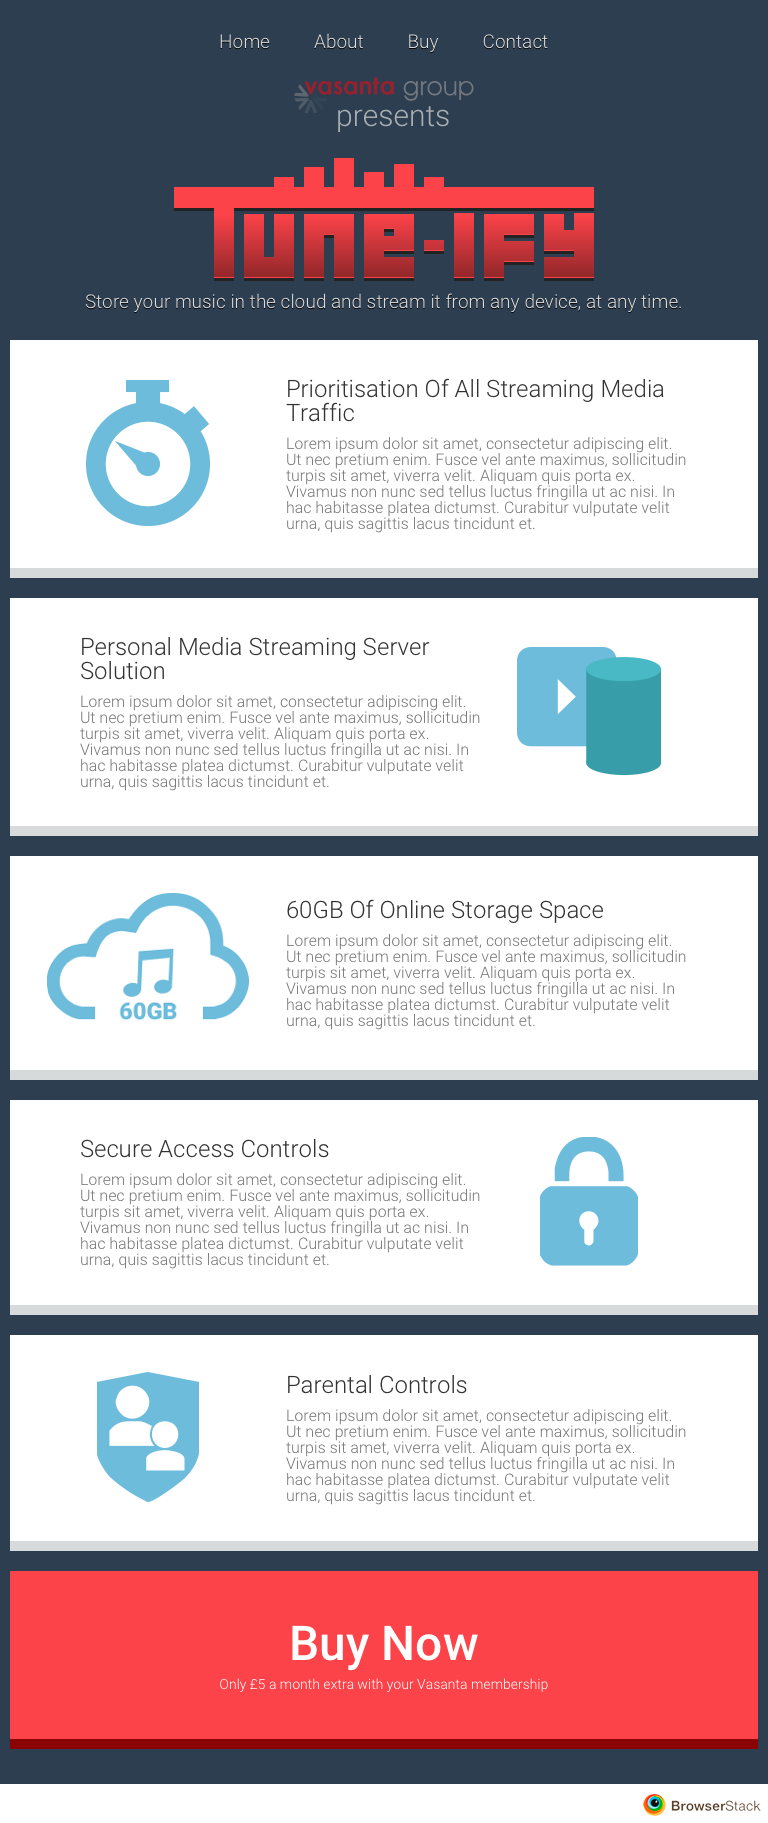 Home About Buy Contact
vasanta group
presents
Tune-ify
Store your music in the cloud and stream it from any device, at any time.
Prioritisation Of All Streaming Media
Traffic
Lorem ipsum dolor sit amet, consectetur adipiscing elit.
Ut nec pretium enim. Fusce vel ante maximus, sollicitudin
turpis sit amet, viverra velit. Aliquam quis porta ex.
Vivamus non nunc sed tellus luctus fringilla ut ac nisi. In
hac habitasse platea dictumst. Curabitur vulputate velit
urna, quis sagittis lacus tincidunt et.
Personal Media Streaming Server
Solution
Lorem ipsum dolor sit amet, consectetur adipiscing elit.
Ut nec pretium enim. Fusce vel ante maximus, sollicitudin
turpis sit amet, viverra velit. Aliquam quis porta ex.
Vivamus non nunc sed tellus luctus fringilla ut ac nisi. In
hac habitasse platea dictumst. Curabitur vulputate velit
urna, quis sagittis lacus tincidunt et.
60GB
60GB Of Online Storage Space
Lorem ipsum dolor sit amet, consectetur adipiscing elit.
Ut nec pretium enim. Fusce vel ante maximus, sollicitudin
turpis sit amet, viverra velit. Aliquam quis porta ex.
Vivamus non nunc sed tellus luctus fringilla ut ac nisi. In
hac habitasse platea dictumst. Curabitur vulputate velit
urna, quis sagittis lacus tincidunt et.
Secure Access Controls
Lorem ipsum dolor sit amet, consectetur adipiscing elit.
Ut nec pretium enim. Fusce vel ante maximus, sollicitudin
turpis sit amet, viverra velit. Aliquam quis porta ex.
Vivamus non nunc sed tellus luctus fringilla ut ac nisi. In
hac habitasse platea dictumst. Curabitur vulputate velit
urna, quis sagittis lacus tincidunt et.
Parental Controls
Lorem ipsum dolor sit amet, consectetur adipiscing elit.
Ut nec pretium enim. Fusce vel ante maximus, sollicitudin
turpis sit amet, viverra velit. Aliquam quis porta ex.
Vivamus non nunc sed tellus luctus fringilla ut ac nisi. In
hac habitasse platea dictumst. Curabitur vulputate velit
urna, quis sagittis lacus tincidunt et.
Buy Now
Only £5 a month extra with your Vasanta membership
BrowserStack